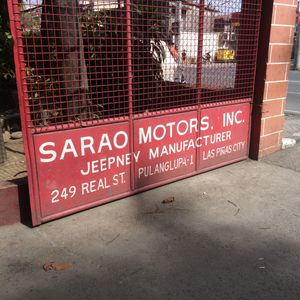 SARAO MOTORS, INC.
JEEPNEY MANUFACTURER
249 REAL ST. PULANGLUPA-1 LAS PIÑAS CITY